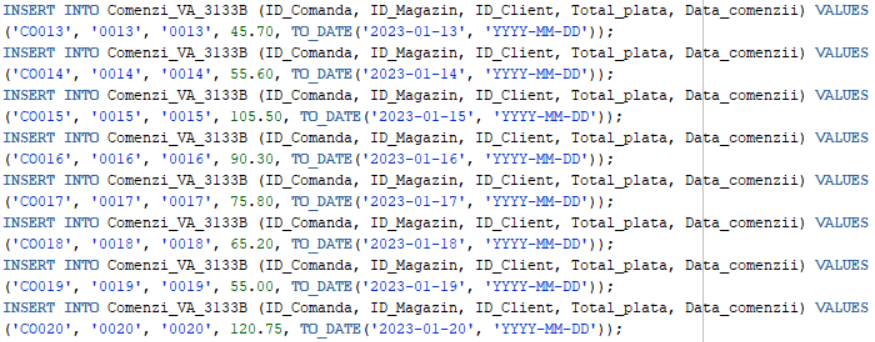 INSERT INTO Comenzi_VA_3133B (ID_Comanda, ID_Magazin, ID_Client, Total_plata, Data_comenzii) VALUES
('CO013', '0013', '0013', 45.70, TO_DATE('2023-01-13', 'YYYY-MM-DD'));
INSERT INTO Comenzi_VA_3133B (ID_Comanda, ID_Magazin, ID_Client, Total_plata, Data_comenzii) VALUES
('CO014', '0014', '0014', 55.60, TO_DATE('2023-01-14', 'YYYY-MM-DD'));
INSERT INTO Comenzi_VA_3133B (ID_Comanda, ID_Magazin, ID_Client, Total_plata, Data_comenzii) VALUES
('CO015', '0015', '0015', 105.50, TO_DATE('2023-01-15', 'YYYY-MM-DD'));
INSERT INTO Comenzi_VA_3133B (ID_Comanda, ID_Magazin, ID_Client, Total_plata, Data_comenzii) VALUES
('CO016', '0016', '0016', 90.30, TO_DATE('2023-01-16', 'YYYY-MM-DD'));
INSERT INTO Comenzi_VA_3133B (ID_Comanda, ID_Magazin, ID_Client, Total_plata, Data_comenzii) VALUES
('CO017', '0017', '0017', 75.80, TO_DATE('2023-01-17', 'YYYY-MM-DD'));
INSERT INTO Comenzi_VA_3133B (ID_Comanda, ID_Magazin, ID_Client, Total_plata, Data_comenzii) VALUES
('CO018', '0018', '0018', 65.20, TO_DATE('2023-01-18', 'YYYY-MM-DD'));
INSERT INTO Comenzi_VA_3133B (ID_Comanda, ID_Magazin, ID_Client, Total_plata, Data_comenzii) VALUES
('CO019', '0019', '0019', 55.00, TO_DATE('2023-01-19', 'YYYY-MM-DD'));
INSERT INTO Comenzi_VA_3133B (ID_Comanda, ID_Magazin, ID_Client, Total_plata, Data_comenzii) VALUES
('CO020', '0020', '0020', 120.75, TO_DATE('2023-01-20', 'YYYY-MM-DD'));